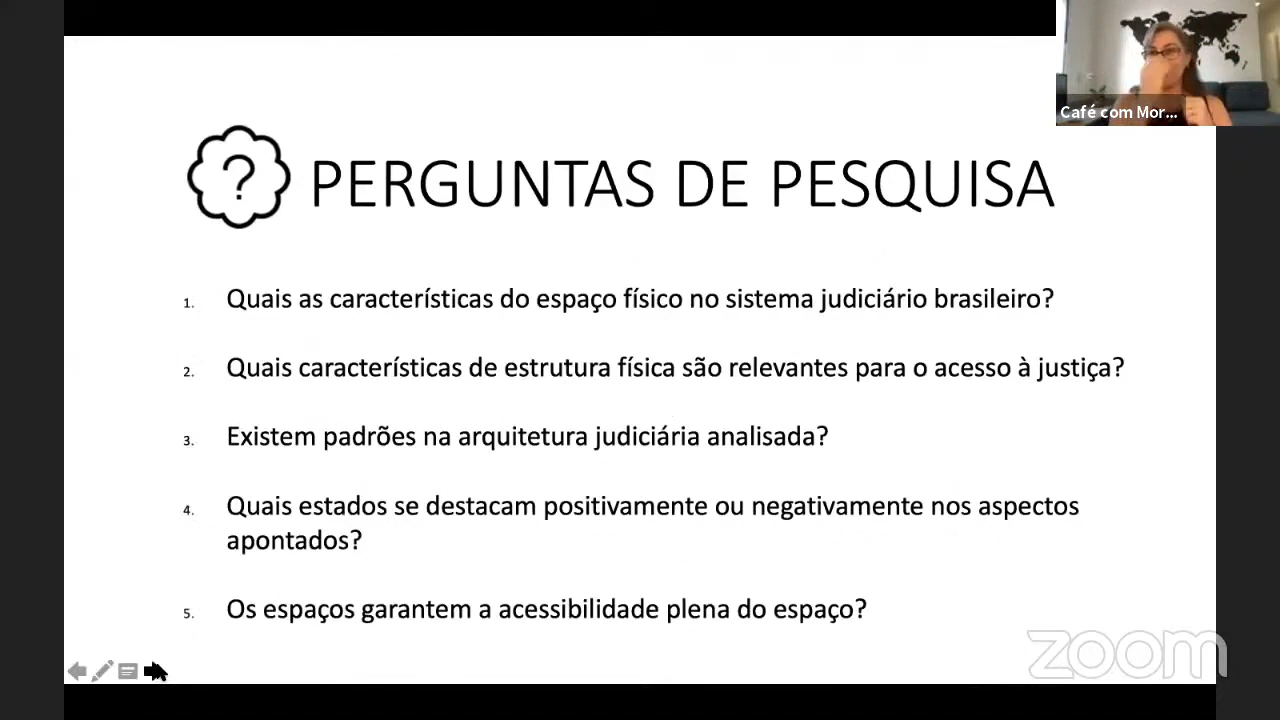 Café com Mor...
? PERGUNTAS DE PESQUISA
1. Quais as características do espaço físico no sistema judiciário brasileiro?
2. Quais características de estrutura física são relevantes para o acesso à justiça?
3. Existem padrões na arquitetura judiciária analisada?
4. Quais estados se destacam positivamente ou negativamente nos aspectos
apontados?
5. Os espaços garantem a acessibilidade plena do espaço?
zoom